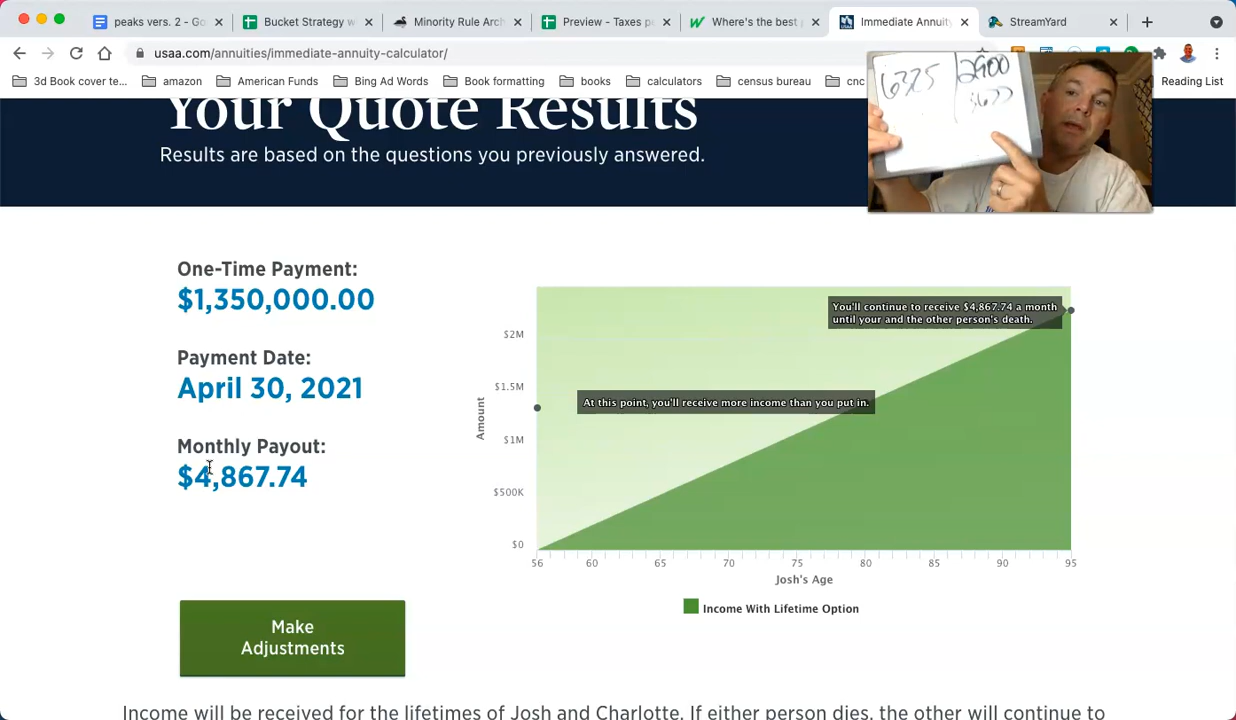 peaks vers. 2 - Go
Bucket Strategy w
Minority Rule Arc
Preview - Taxes p
Where's the best
Immediate Annuit
StreamYard
usaa.com/annuities/immediate-annuity-calculator/
3d Book cover te
amazon
American Funds
Bing Ad Words
Book formatting
books
calculators
census bureau
cnc
Reading List
6325
2900
Your Quote Results
Results are based on the questions you previously answered.
One-Time Payment:
$1,350,000.00
Payment Date:
April 30, 2021
Monthly Payout:
$4,867.74
Make
Adjustments
You'll continue to receive $4,867.74 a month
until your and the other person's death.
At this point, you'll receive more income than you put in.
Amount
$2M
$1.5M
$1M
$500K
$0
56 60 65 70 75 80 85 90 95
Josh's Age
Income With Lifetime Option
Income will be received for the lifetimes of Josh and Charlotte. If either person dies, the other will continue to